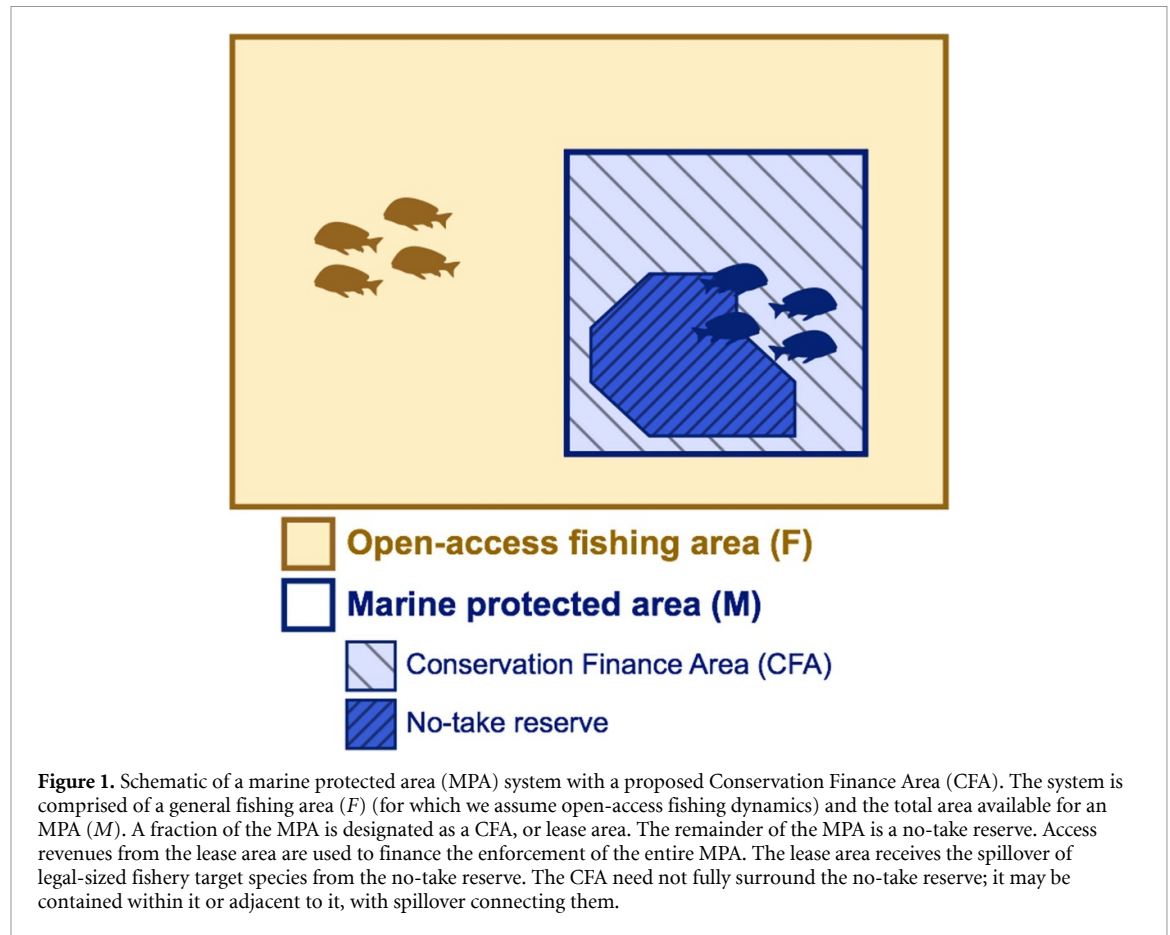 Open-access fishing area (F)
Marine protected area (M)
Conservation Finance Area (CFA)
No-take reserve
Figure 1. Schematic of a marine protected area (MPA) system with a proposed Conservation Finance Area (CFA). The system is
comprised of a general fishing area (F) (for which we assume open-access fishing dynamics) and the total area available for an
MPA (M). A fraction of the MPA is designated as a CFA, or lease area. The remainder of the MPA is a no-take reserve. Access
revenues from the lease area are used to finance the enforcement of the entire MPA. The lease area receives the spillover of
legal-sized fishery target species from the no-take reserve. The CFA need not fully surround the no-take reserve; it may be
contained within it or adjacent to it, with spillover connecting them.